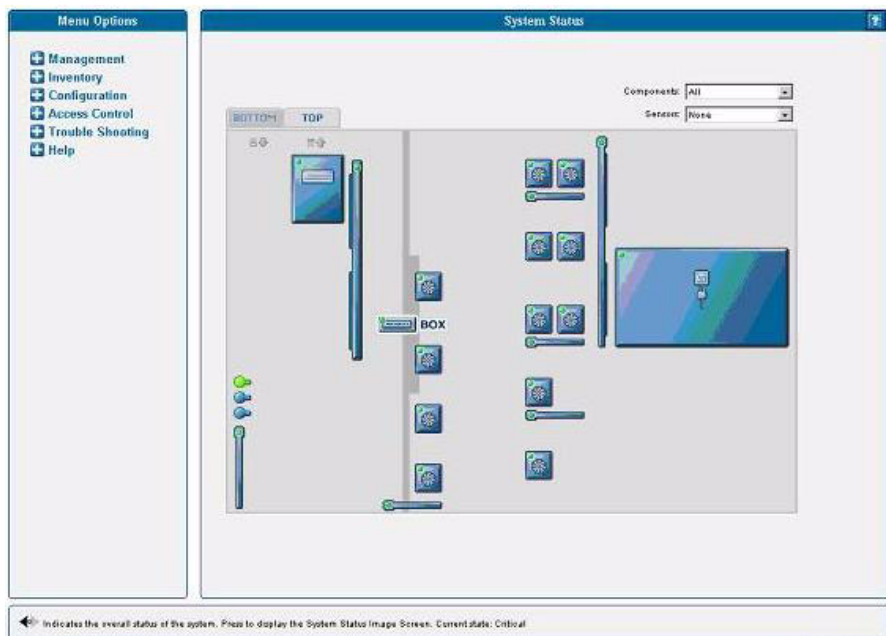 Menu Options
System Status
?
Management
Inventory
Configuration
Access Control
Trouble Shooting
Help
Components: All
Sensors: None
BOTTOM
TOP
BOX
Indicates the overall status of the system. Press to display the System Status Image Screen. Current state: Critical